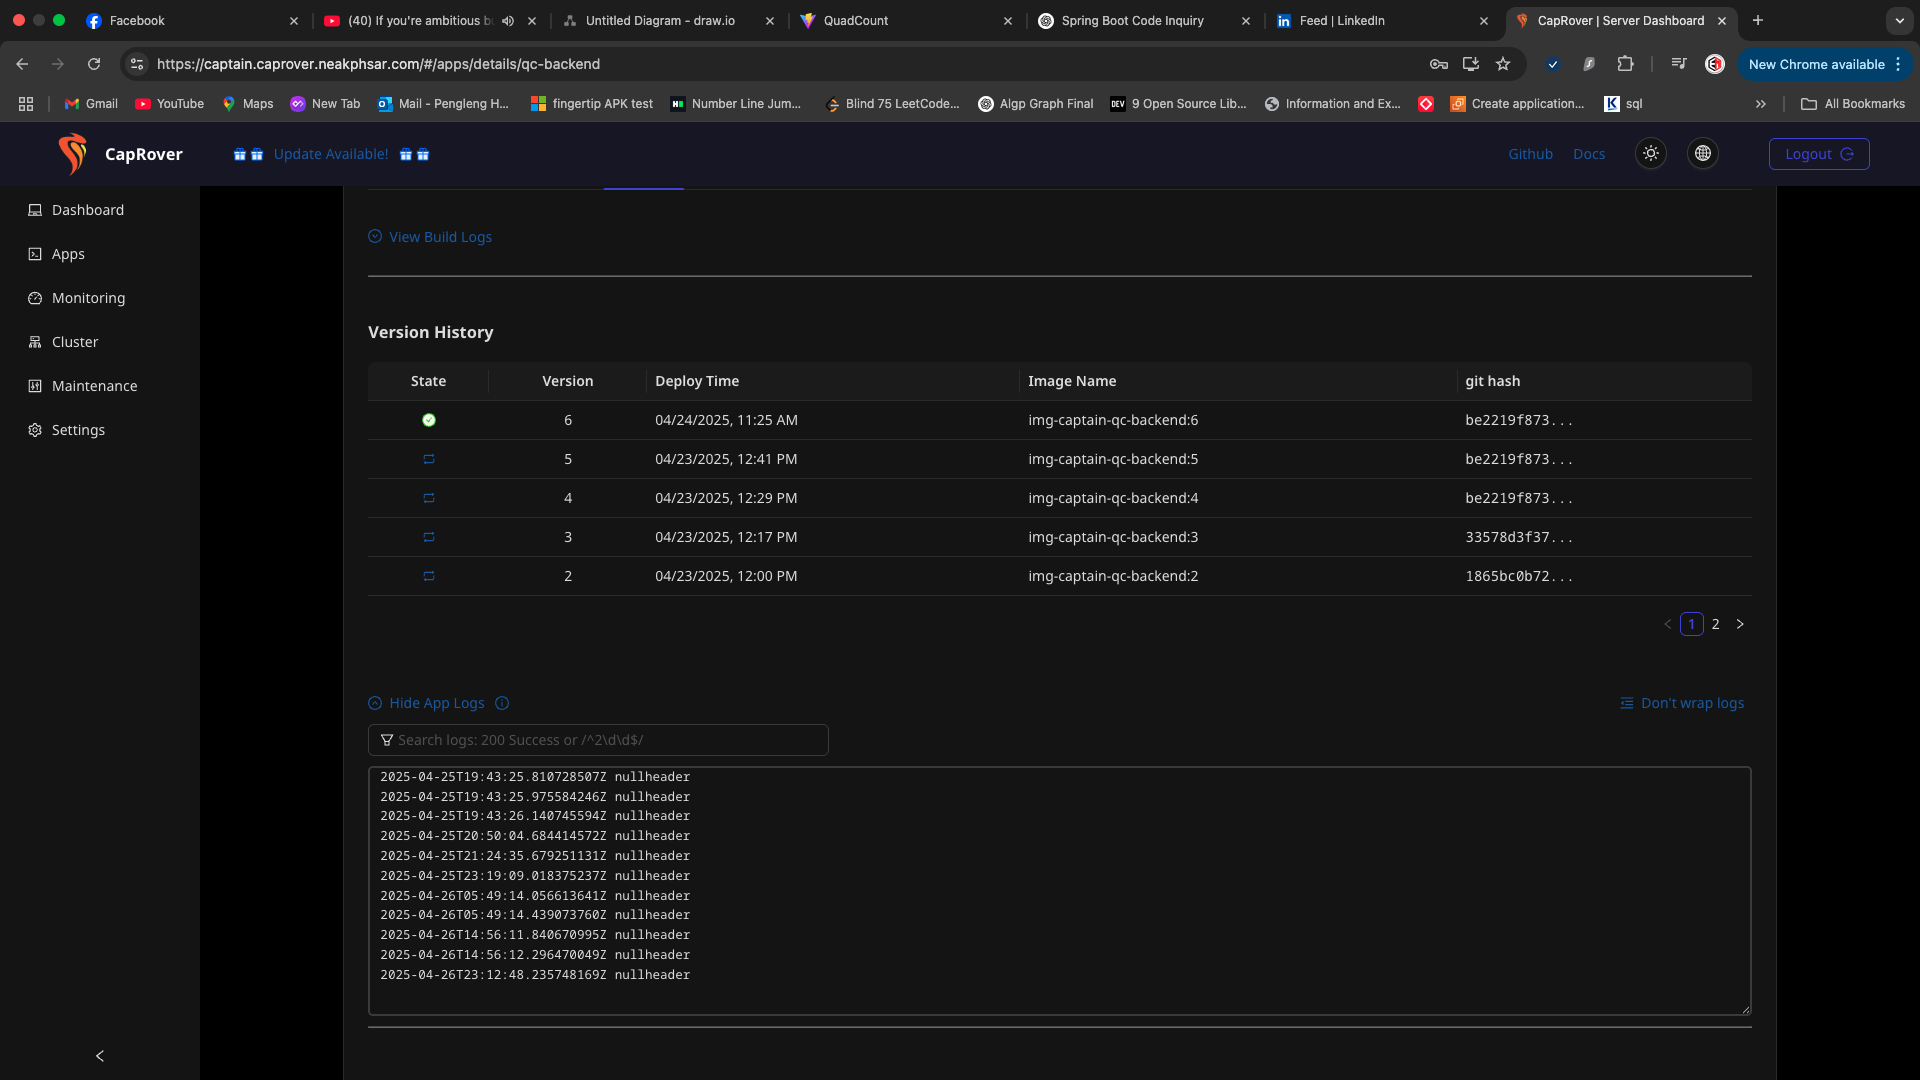 Facebook
(40) If you're ambitious b
Untitled Diagram - draw.io
QuadCount
Spring Boot Code Inquiry
Feed | LinkedIn
CapRover | Server Dashboard
https://captain.caprover.neakphsar.com/#/apps/details/qc-backend
New Chrome available
Gmail
YouTube
Maps
New Tab
Mail - Pengleng H...
fingertip APK test
Number Line Jum...
Blind 75 LeetCode...
Algp Graph Final
DEV 9 Open Source Lib...
Information and Ex...
Create application...
sql
All Bookmarks
CapRover
Update Available!
Github
Docs
Logout
Dashboard
Apps
Monitoring
Cluster
Maintenance
Settings
View Build Logs
Version History
State Version Deploy Time Image Name git hash
6 04/24/2025, 11:25 AM img-captain-qc-backend:6 be2219f873...
5 04/23/2025, 12:41 PM img-captain-qc-backend:5 be2219f873...
4 04/23/2025, 12:29 PM img-captain-qc-backend:4 be2219f873...
3 04/23/2025, 12:17 PM img-captain-qc-backend:3 33578d3f37...
2 04/23/2025, 12:00 PM img-captain-qc-backend:2 1865bc0b72...
1 2
Hide App Logs
Don't wrap logs
Search logs: 200 Success or /^2\d\d$/
2025-04-25T19:43:25.810728507Z nullheader
2025-04-25T19:43:25.975584246Z nullheader
2025-04-25T19:43:26.140745594Z nullheader
2025-04-25T20:50:04.684414572Z nullheader
2025-04-25T21:24:35.679251131Z nullheader
2025-04-25T23:19:09.018375237Z nullheader
2025-04-26T05:49:14.056613641Z nullheader
2025-04-26T05:49:14.439073760Z nullheader
2025-04-26T14:56:11.840670995Z nullheader
2025-04-26T14:56:12.296470049Z nullheader
2025-04-26T23:12:48.235748169Z nullheader